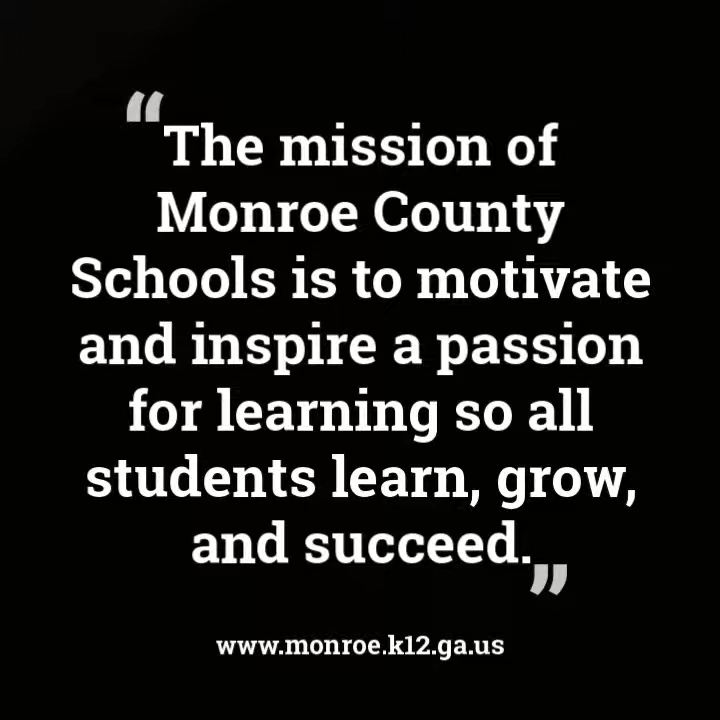 “The mission of
Monroe County
Schools is to motivate
and inspire a passion
for learning so all
students learn, grow,
and succeed.”
www.monroe.k12.ga.us